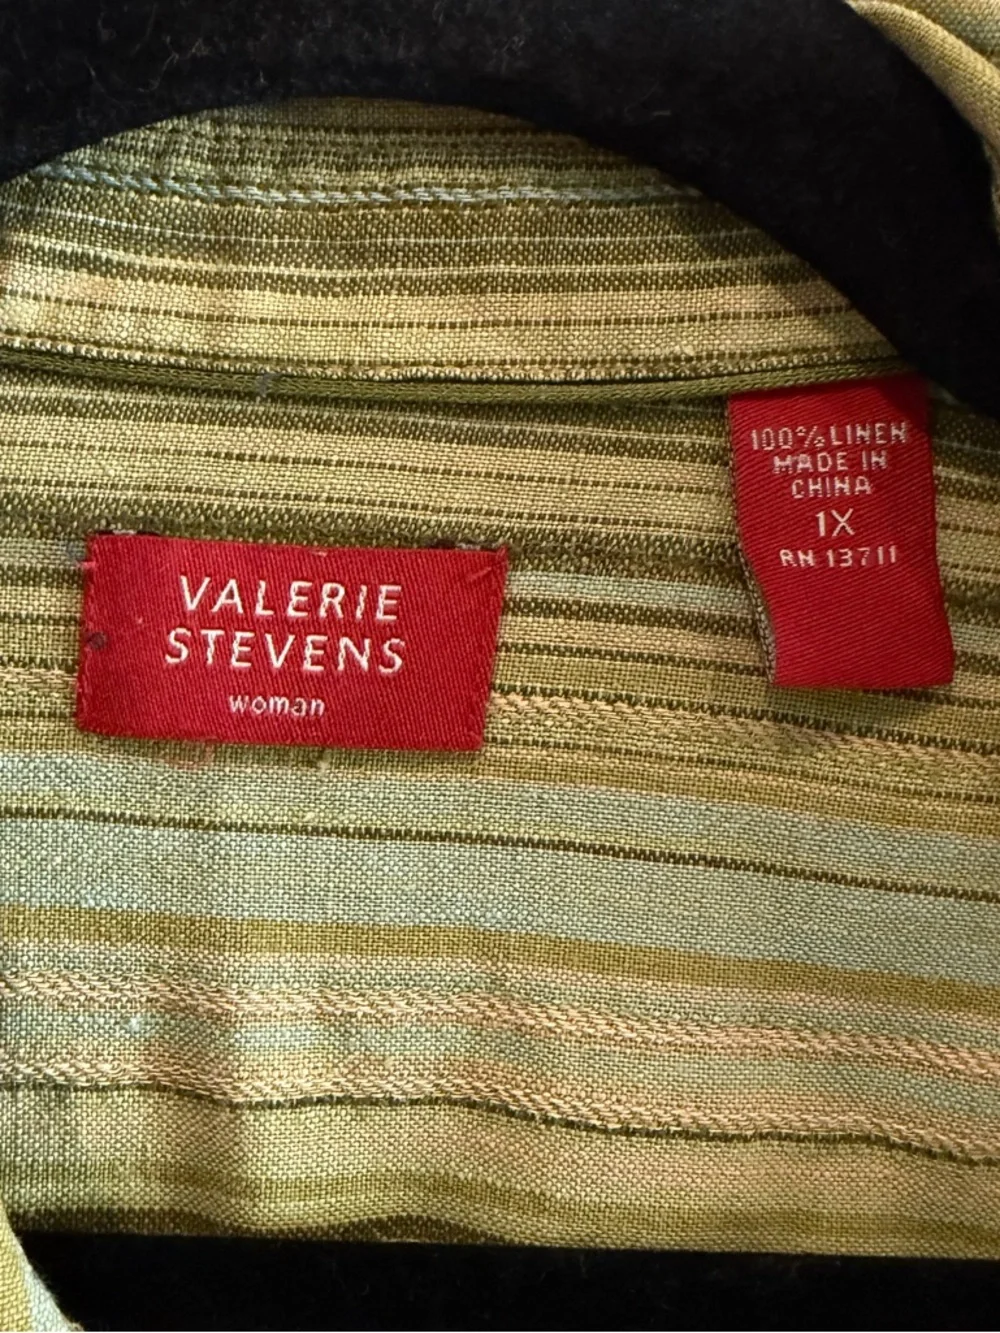 VALERIE
STEVENS
woman
100% LINEN
MADE IN
CHINA
1X
RN 13711